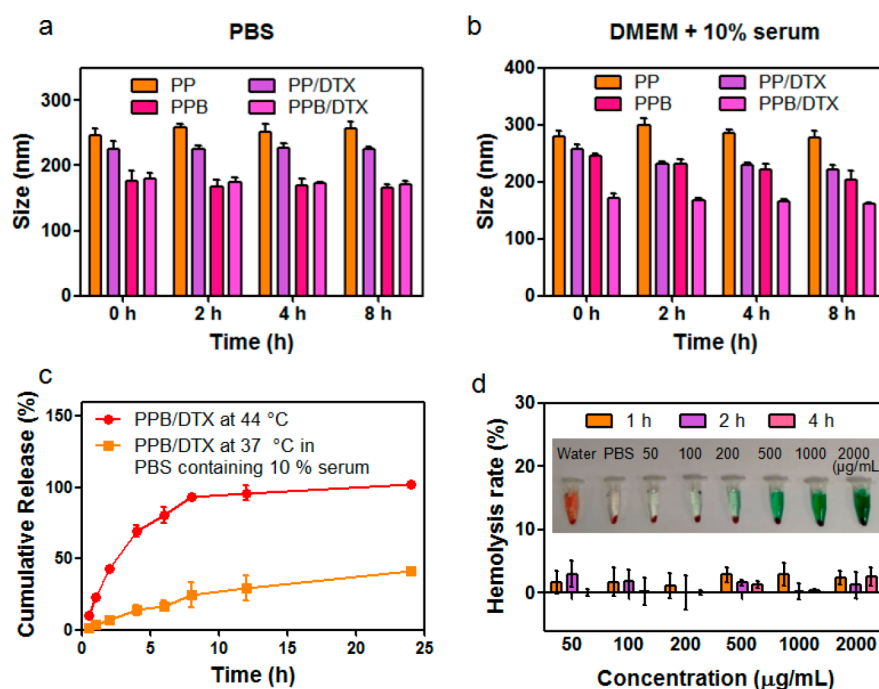 a
PBS
Size (nm)
300
200
100
0
PP
PP/DTX
PPB
PPB/DTX
0 h
2 h
4 h
8 h
Time (h)
b
DMEM + 10% serum
Size (nm)
400
300
200
100
0
PP
PP/DTX
PPB
PPB/DTX
0 h
2 h
4 h
8 h
Time (h)
c
Cumulative Release (%)
150
100
50
0
PPB/DTX at 44 °C
PPB/DTX at 37 °C in
PBS containing 10 % serum
0
5
10
15
20
25
Time (h)
d
Hemolysis rate (%)
30
20
10
0
1 h
2 h
4 h
Water PBS 50 100 200 500 1000 2000
(μg/mL)
50
100
200
500
1000
2000
Concentration (μg/mL)